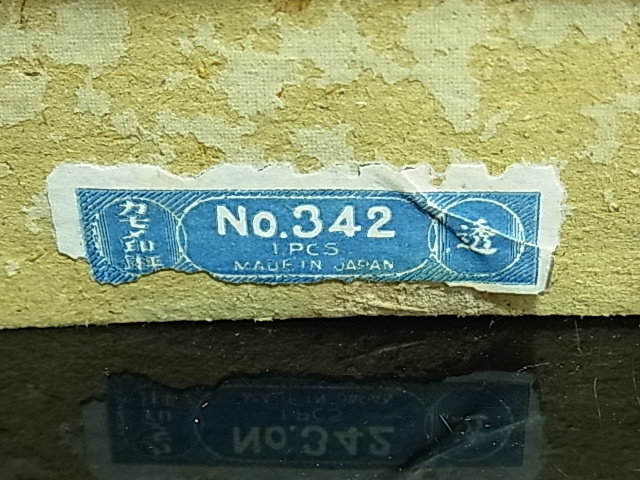 No.342
1 PCS
MADE IN JAPAN
透